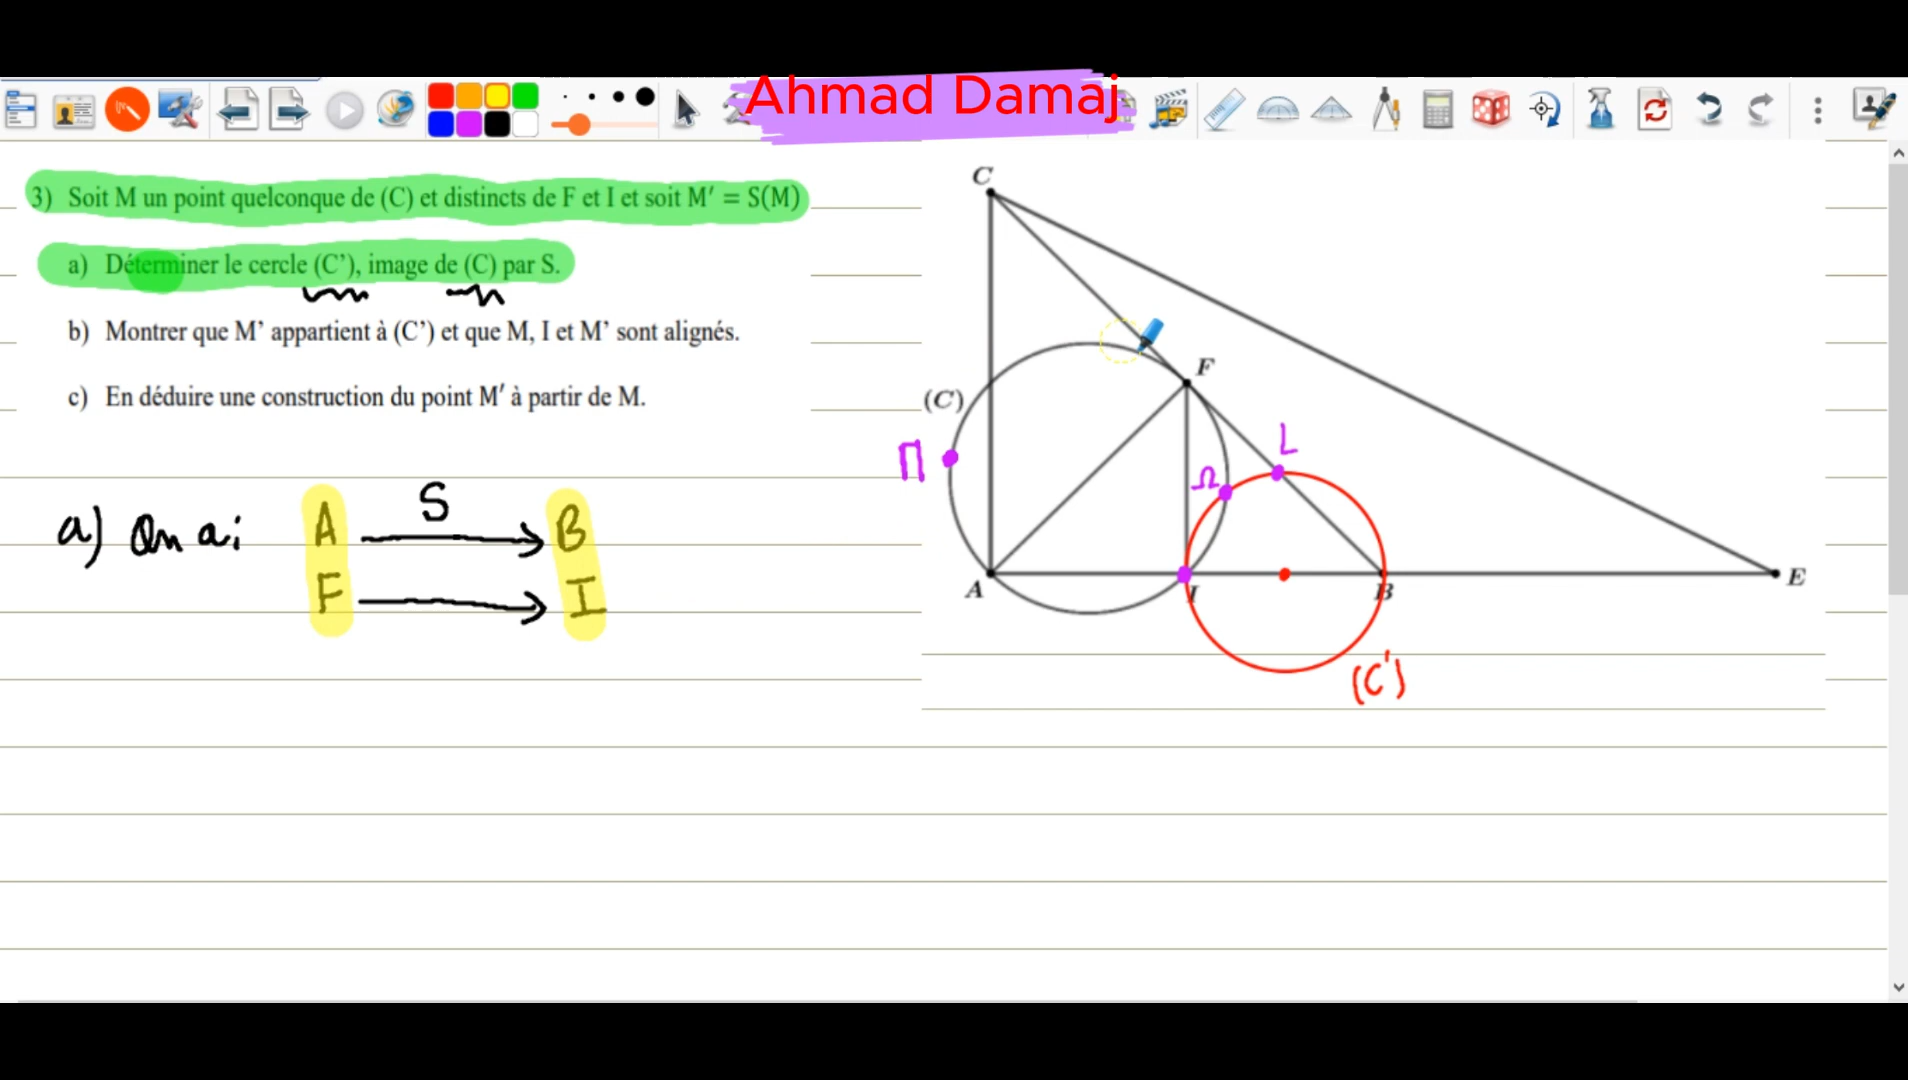 Ahmad Damaj
3) Soit M un point quelconque de (C) et distincts de F et I et soit M' = S(M)
a) Déterminer le cercle (C'), image de (C) par S.
b) Montrer que M' appartient à (C') et que M, I et M' sont alignés.
c) En déduire une construction du point M' à partir de M.
a) On a: A S B
F I
C
F
(C)
L
Π
Ω
A
I
B
E
(C')